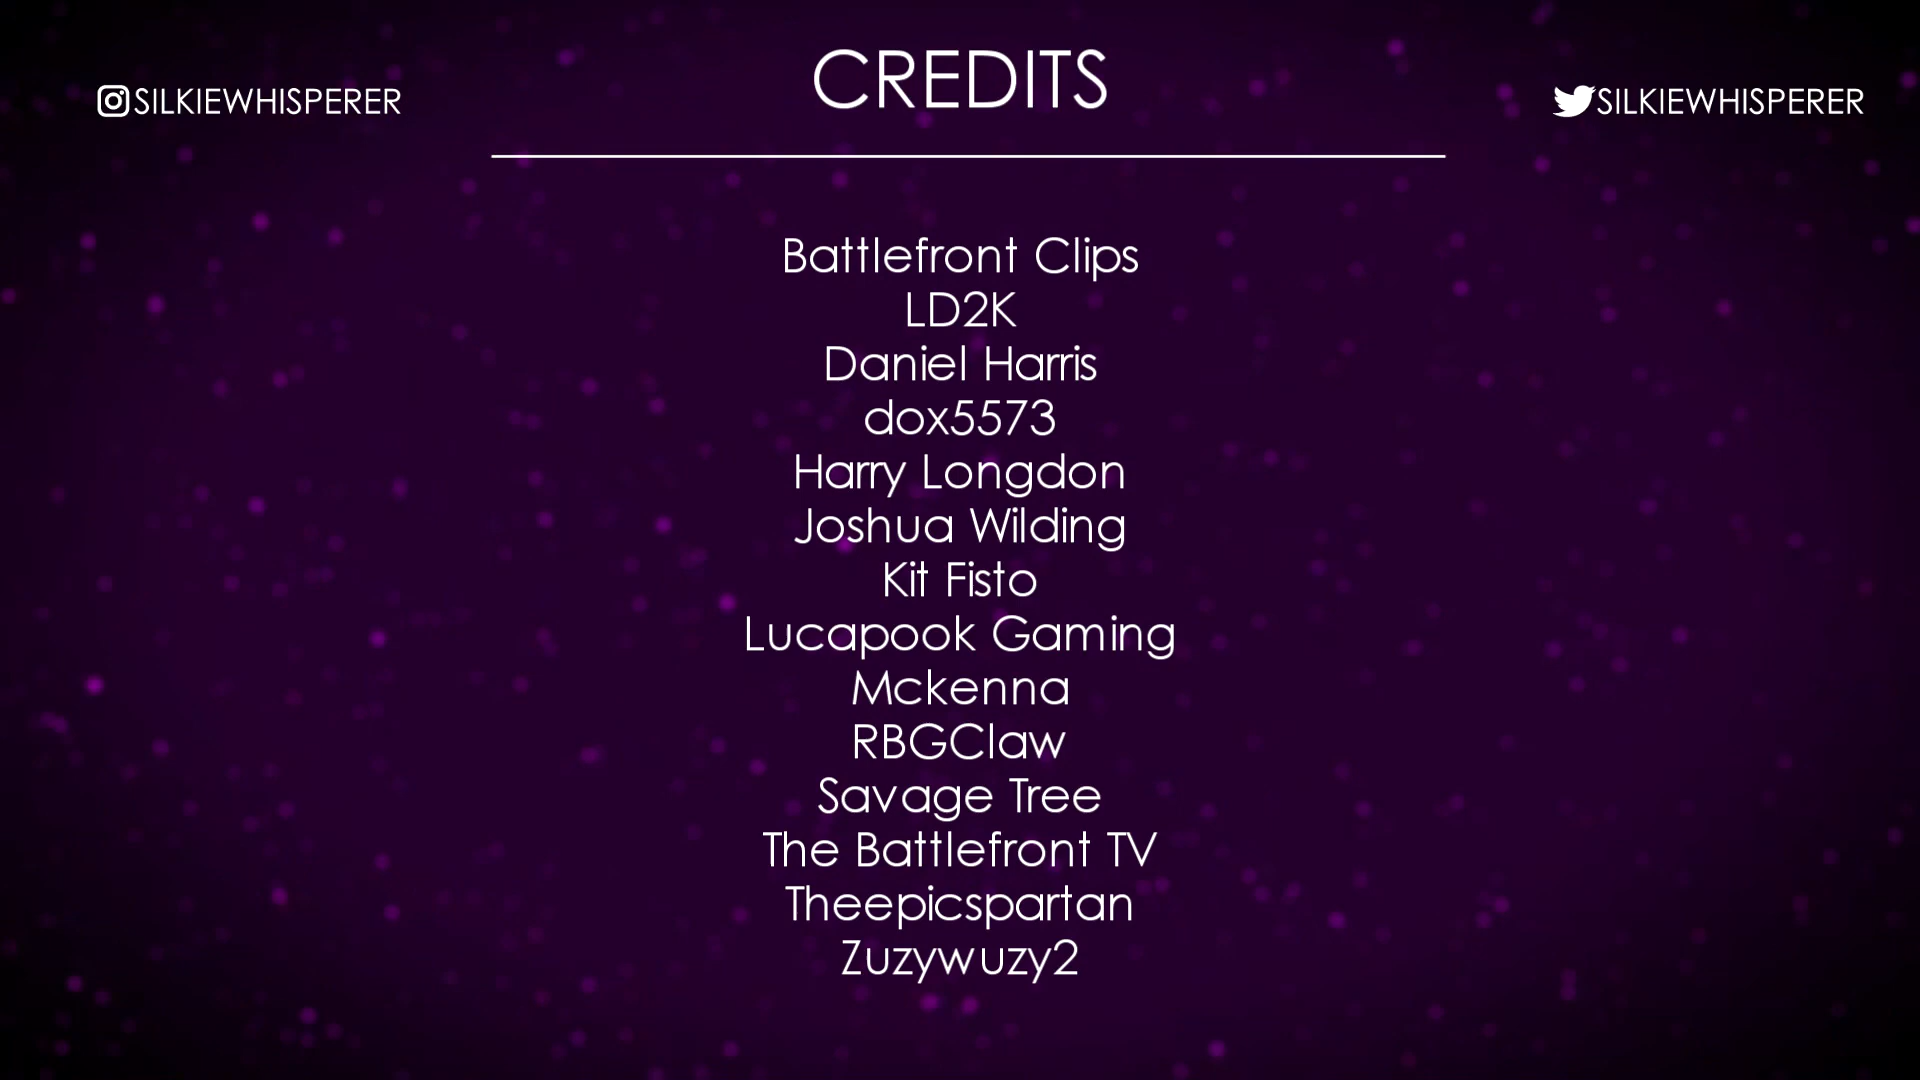 CREDITS
SILKIEWHISPERER
SILKIEWHISPERER
Battlefront Clips
LD2K
Daniel Harris
dox5573
Harry Longdon
Joshua Wilding
Kit Fisto
Lucapook Gaming
Mckenna
RBGClaw
Savage Tree
The Battlefront TV
Theepicspartan
Zuzywuzy2